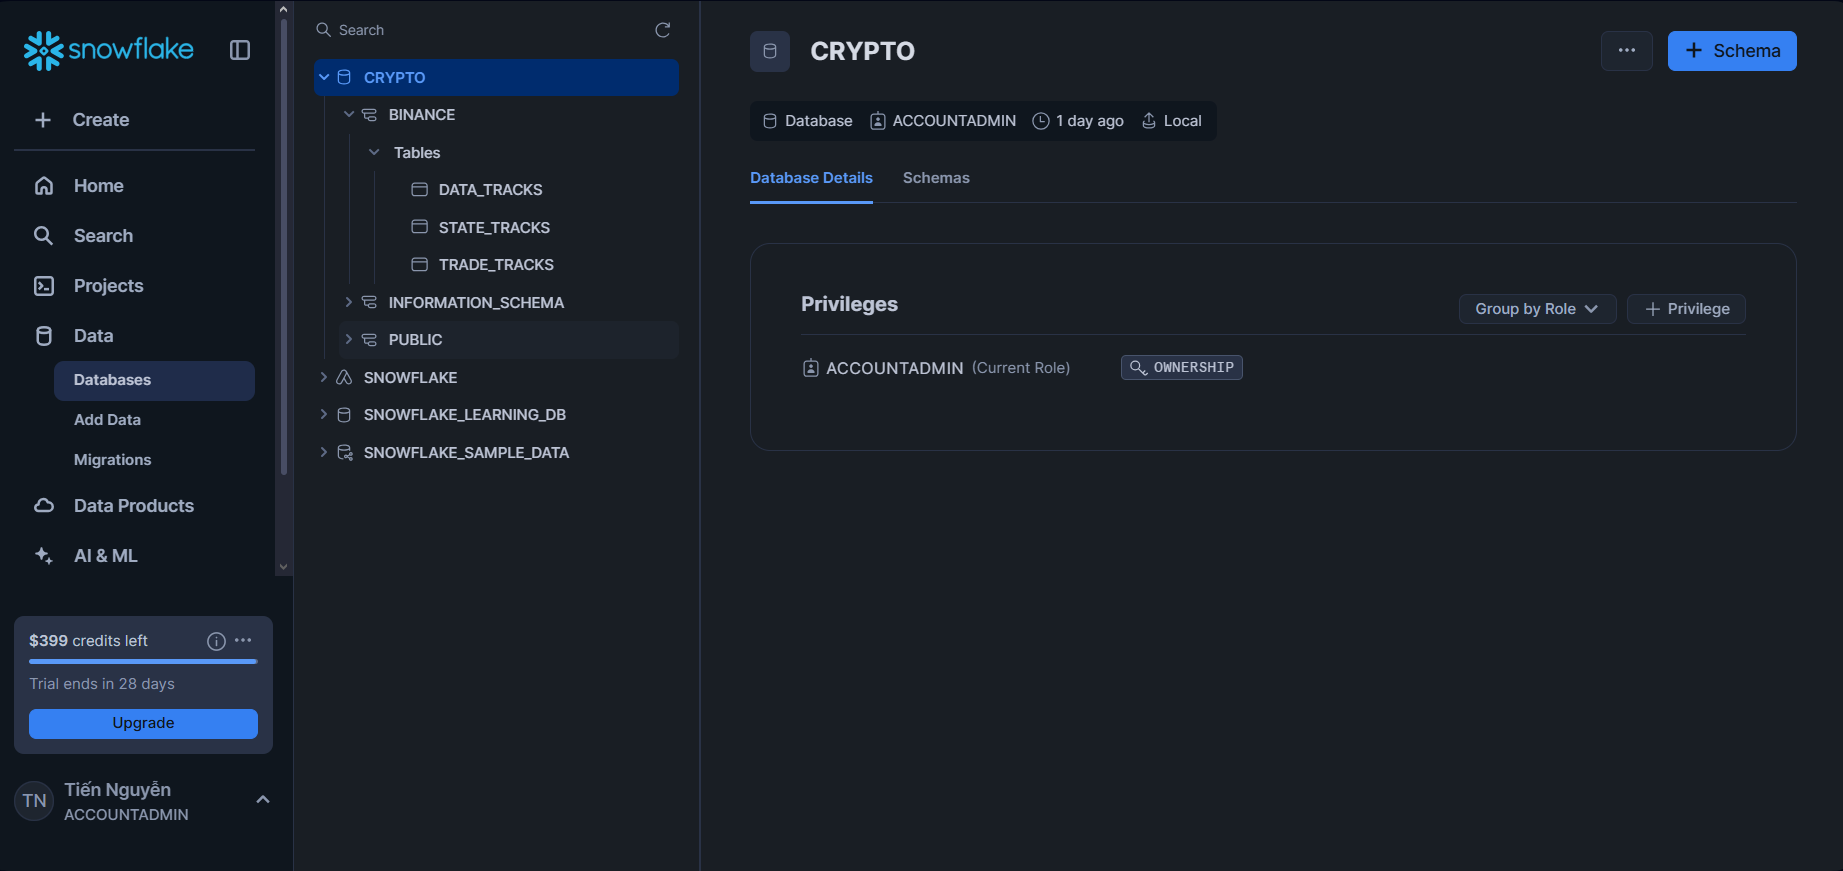 snowflake
Create
Home
Search
Projects
Data
Databases
Add Data
Migrations
Data Products
AI & ML
$399 credits left
Trial ends in 28 days
Upgrade
TN
Tiến Nguyễn
ACCOUNTADMIN
Search
CRYPTO
BINANCE
Tables
DATA_TRACKS
STATE_TRACKS
TRADE_TRACKS
INFORMATION_SCHEMA
PUBLIC
SNOWFLAKE
SNOWFLAKE_LEARNING_DB
SNOWFLAKE_SAMPLE_DATA
CRYPTO
+ Schema
Database ACCOUNTADMIN 1 day ago Local
Database Details Schemas
Privileges
Group by Role + Privilege
ACCOUNTADMIN (Current Role) OWNERSHIP